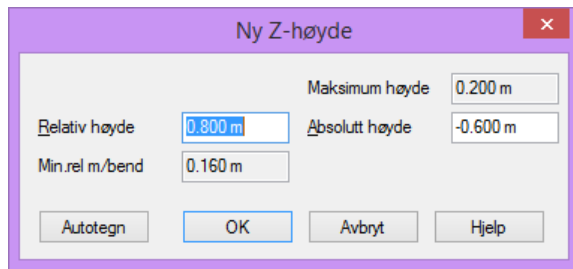 Ny Z-høyde
Maksimum høyde 0.200 m
Relativ høyde 0.800 m Absolutt høyde -0.600 m
Min.rel m/bend 0.160 m
Autotegn OK Avbryt Hjelp